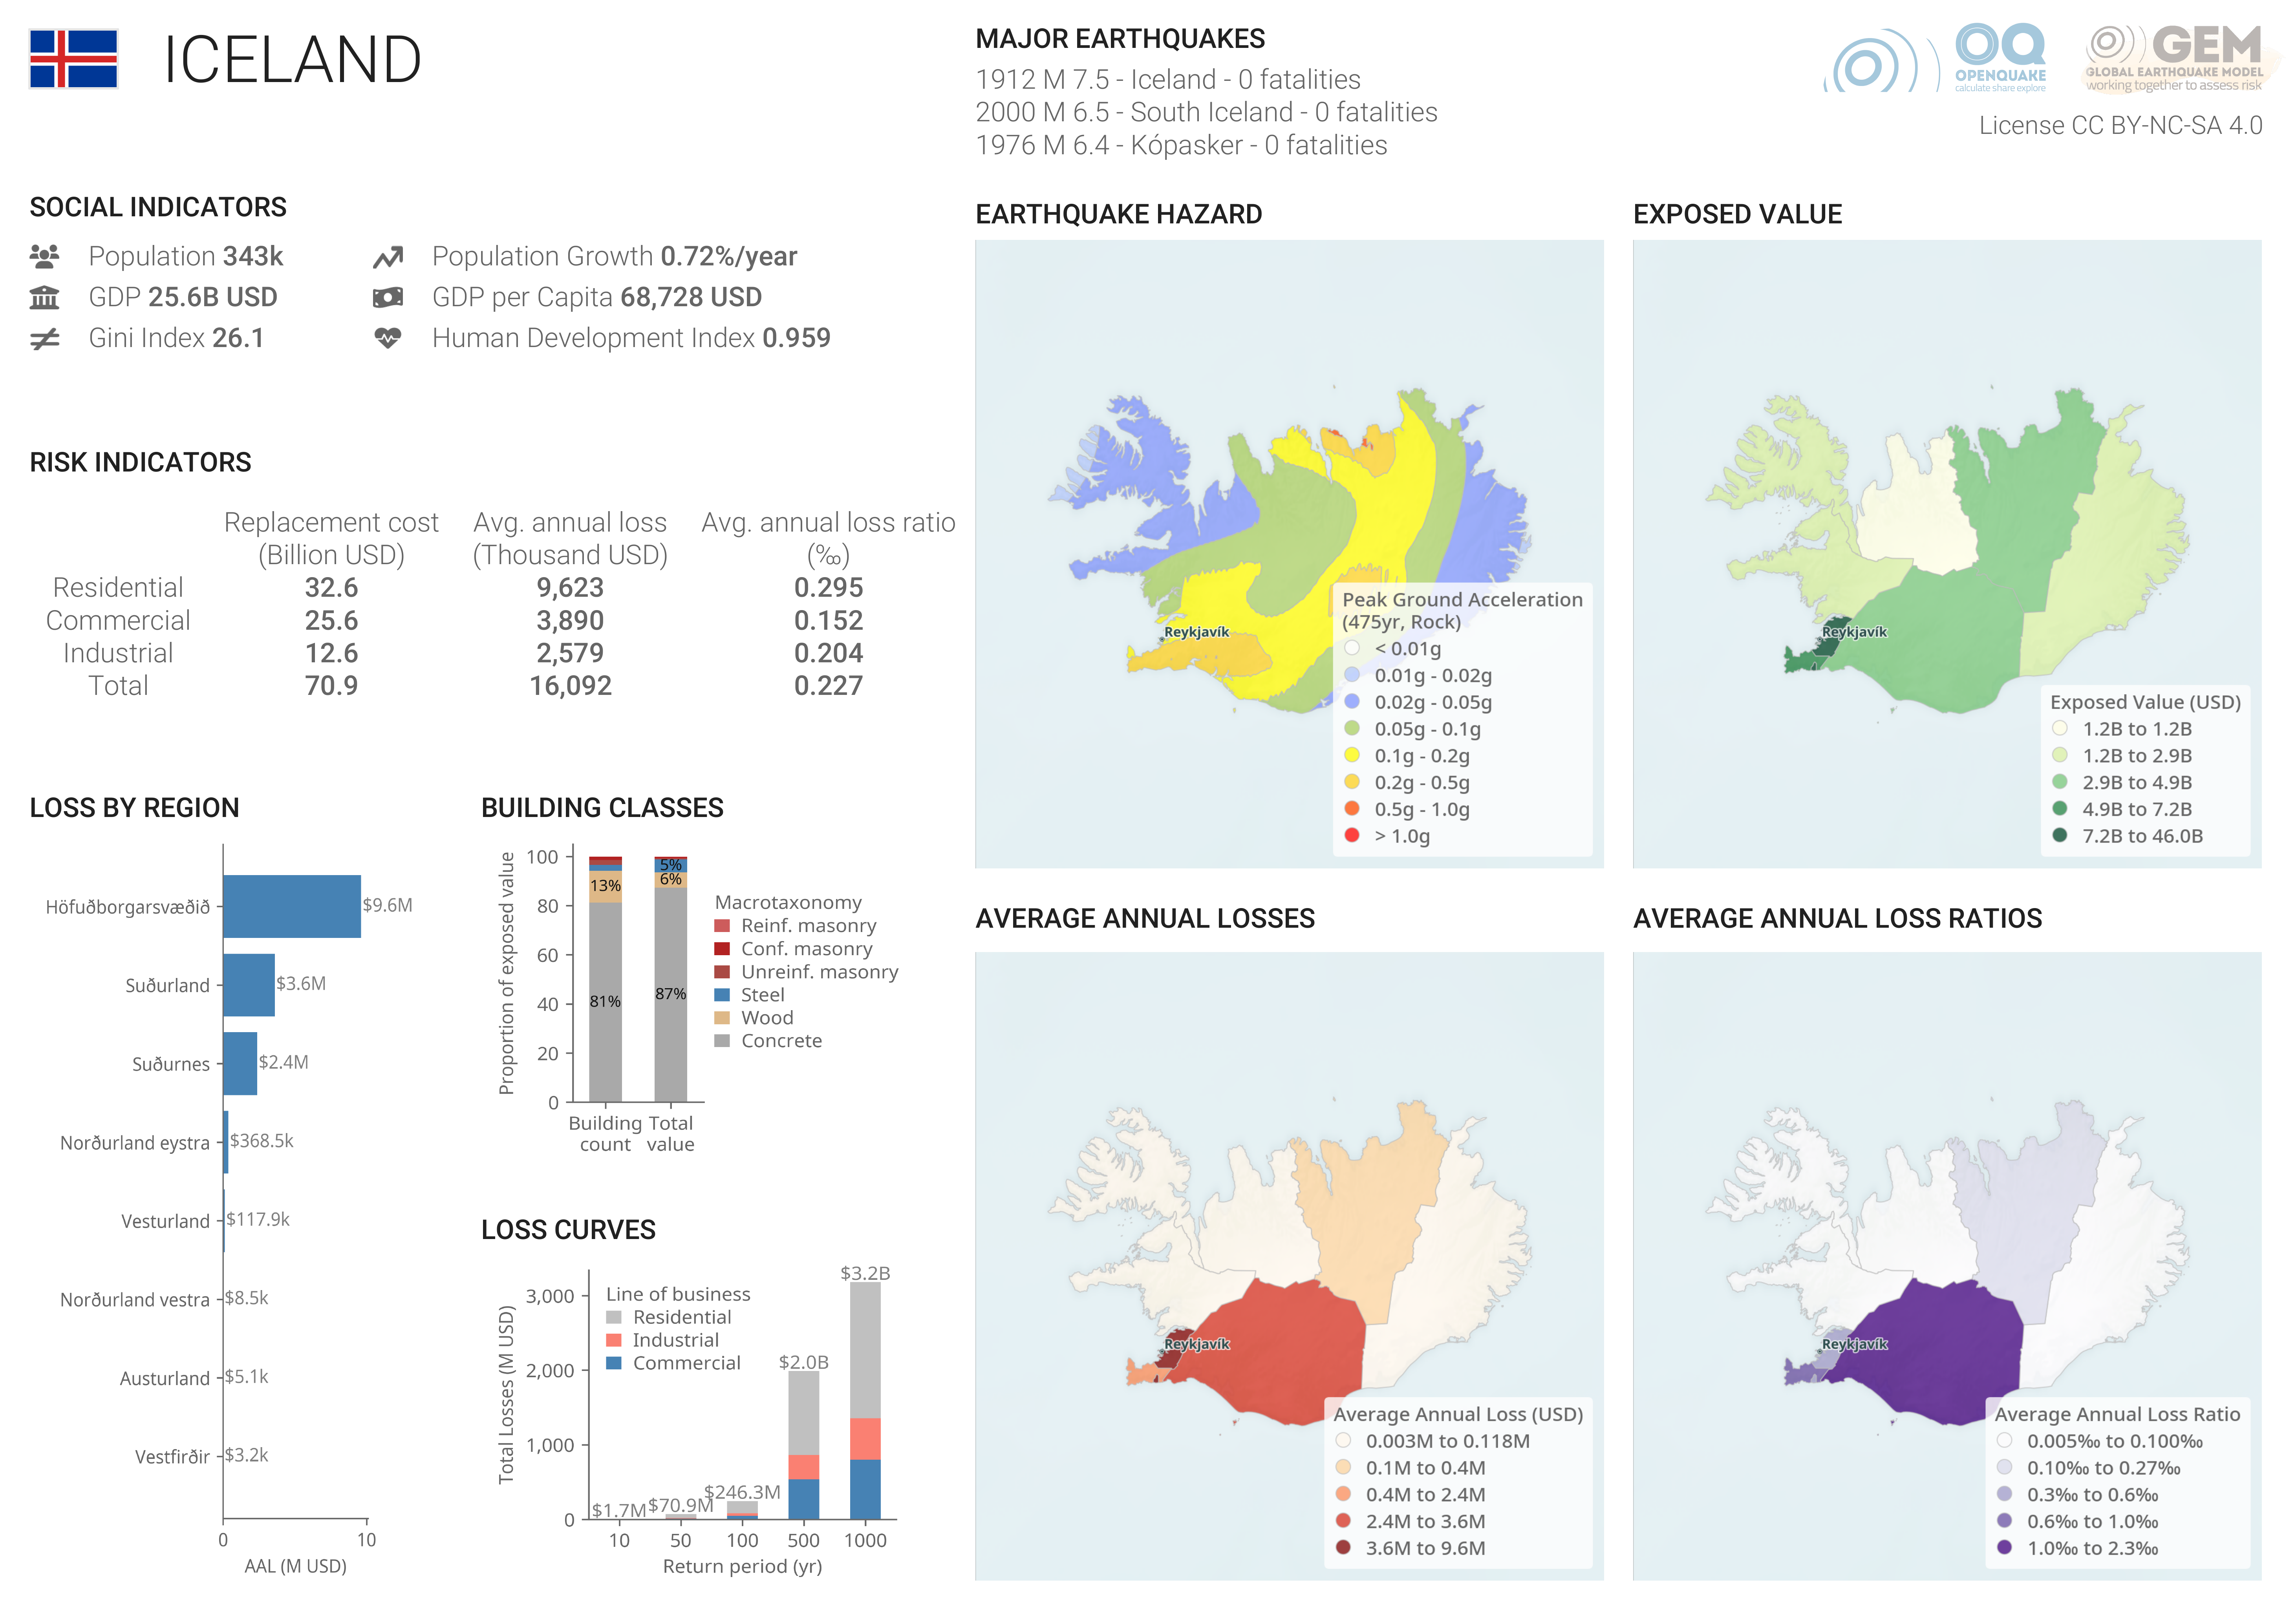 ICELAND
MAJOR EARTHQUAKES
1912 M 7.5 - Iceland - 0 fatalities
2000 M 6.5 - South Iceland - 0 fatalities
1976 M 6.4 - Kópasker - 0 fatalities
OQ
OPENQUAKE
calculate share explore
GEM
GLOBAL EARTHQUAKE MODEL
working together to assess risk
License CC BY-NC-SA 4.0
SOCIAL INDICATORS
Population 343k
Population Growth 0.72%/year
GDP 25.6B USD
GDP per Capita 68,728 USD
Gini Index 26.1
Human Development Index 0.959
RISK INDICATORS
Replacement cost Avg. annual loss Avg. annual loss ratio
(Billion USD) (Thousand USD) (‰)
Residential 32.6 9,623 0.295
Commercial 25.6 3,890 0.152
Industrial 12.6 2,579 0.204
Total 70.9 16,092 0.227
LOSS BY REGION
Höfuðborgarsvæðið $9.6M
Suðurland $3.6M
Suðurnes $2.4M
Norðurland eystra $368.5k
Vesturland $117.9k
Norðurland vestra $8.5k
Austurland $5.1k
Vestfirðir $3.2k
0 10
AAL (M USD)
BUILDING CLASSES
Proportion of exposed value
100
80
60
40
20
0
13%
81%
5%
6%
87%
Building count
Total value
Macrotaxonomy
Reinf. masonry
Conf. masonry
Unreinf. masonry
Steel
Wood
Concrete
LOSS CURVES
Total Losses (M USD)
3,000
2,000
1,000
0
Line of business
Residential
Industrial
Commercial
$1.7M
$70.9M
$246.3M
$2.0B
$3.2B
10 50 100 500 1000
Return period (yr)
EARTHQUAKE HAZARD
Reykjavík
Peak Ground Acceleration
(475yr, Rock)
< 0.01g
0.01g - 0.02g
0.02g - 0.05g
0.05g - 0.1g
0.1g - 0.2g
0.2g - 0.5g
0.5g - 1.0g
> 1.0g
EXPOSED VALUE
Reykjavík
Exposed Value (USD)
1.2B to 1.2B
1.2B to 2.9B
2.9B to 4.9B
4.9B to 7.2B
7.2B to 46.0B
AVERAGE ANNUAL LOSSES
Reykjavík
Average Annual Loss (USD)
0.003M to 0.118M
0.1M to 0.4M
0.4M to 2.4M
2.4M to 3.6M
3.6M to 9.6M
AVERAGE ANNUAL LOSS RATIOS
Reykjavík
Average Annual Loss Ratio
0.005‰ to 0.100‰
0.10‰ to 0.27‰
0.3‰ to 0.6‰
0.6‰ to 1.0‰
1.0‰ to 2.3‰